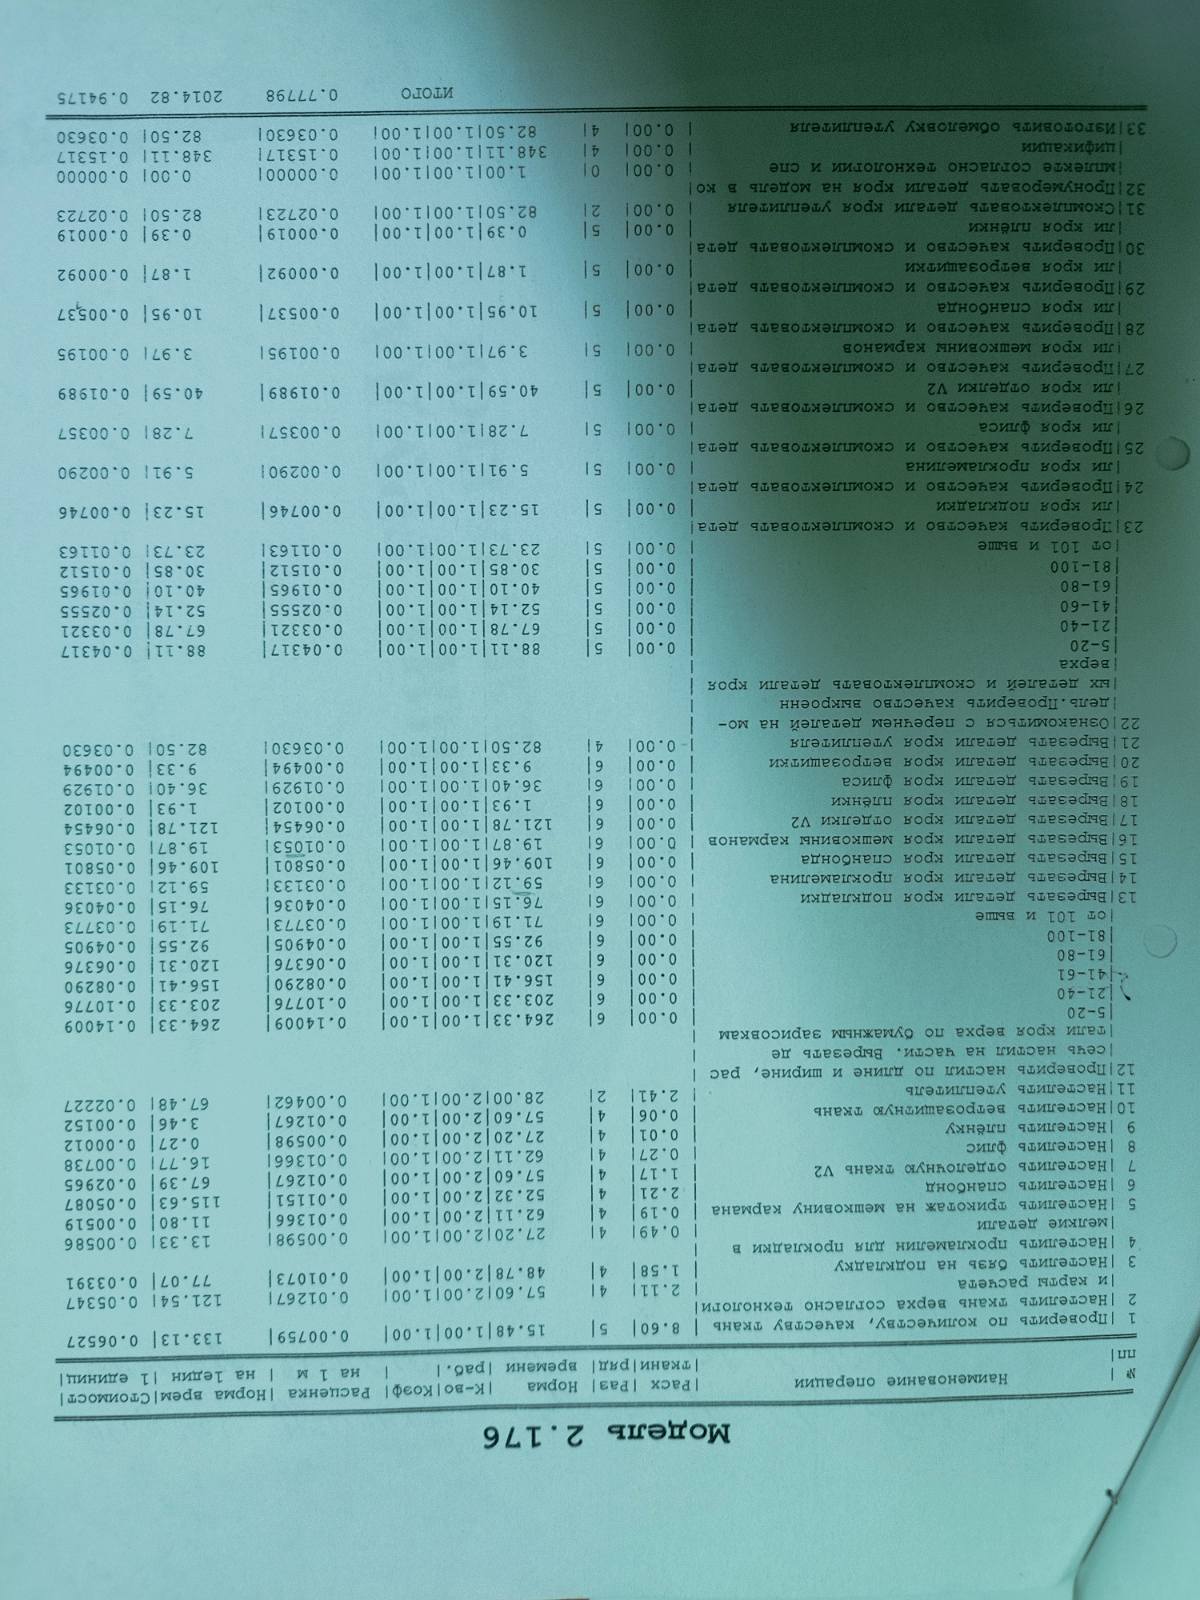 Модель 2.176
№ | Наименование операции |Расх |Раз| Норма |К-во|Коэф| Расценка |Норма врем|Стоимост|
пп| |ткани|ряд| времени |раб.| | на 1 м | на 1един |1 единиц|
1 |Проверить по количеству, качеству ткань | 8.60| 5| 15.48|1.00|1.00| 0.00759| 133.13| 0.06527
2 |Настелить ткань верха согласно технологи| 2.11| 4| 57.60|2.00|1.00| 0.01267| 121.54| 0.05347
|и карты расчета
3 |Настелить бязь на подкладку | 1.58| 4| 48.78|2.00|1.00| 0.01073| 77.07| 0.03391
4 |Настелить прокламелин для прокладки в | 0.49| 4| 27.20|2.00|1.00| 0.00598| 13.33| 0.00586
|мелкие детали
5 |Настелить трикотаж на мешковину кармана | 0.19| 4| 62.11|2.00|1.00| 0.01366| 11.80| 0.00519
6 |Настелить спанбонд | 2.21| 4| 52.32|2.00|1.00| 0.01151| 115.63| 0.05087
7 |Настелить отделочную ткань V2 | 1.17| 4| 57.60|2.00|1.00| 0.01267| 67.39| 0.02965
8 |Настелить флис | 0.27| 4| 62.11|2.00|1.00| 0.01366| 16.77| 0.00738
9 |Настелить плёнку | 0.01| 4| 27.20|2.00|1.00| 0.00598| 0.27| 0.00012
10|Настелить ветрозащитную ткань | 0.06| 4| 57.60|2.00|1.00| 0.01267| 3.46| 0.00152
11|Настелить утеплитель | 2.41| 2| 28.00|2.00|1.00| 0.00462| 67.48| 0.02227
12|Проверить настил по длине и ширине, рас |
|сечь настил на части. Вырезать де |
|тали кроя верха по бумажным зарисовкам |
|5-20 | 0.00| 6| 264.33|1.00|1.00| 0.14009| 264.33| 0.14009
|21-40 | 0.00| 6| 203.33|1.00|1.00| 0.10776| 203.33| 0.10776
|41-61 | 0.00| 6| 156.41|1.00|1.00| 0.08290| 156.41| 0.08290
|61-80 | 0.00| 6| 120.31|1.00|1.00| 0.06376| 120.31| 0.06376
|81-100 | 0.00| 6| 92.55|1.00|1.00| 0.04905| 92.55| 0.04905
|от 101 и выше | 0.00| 6| 71.19|1.00|1.00| 0.03773| 71.19| 0.03773
13|Вырезать детали кроя подкладки | 0.00| 6| 76.15|1.00|1.00| 0.04036| 76.15| 0.04036
14|Вырезать детали кроя прокламелина | 0.00| 6| 59.12|1.00|1.00| 0.03133| 59.12| 0.03133
15|Вырезать детали кроя спанбонда | 0.00| 6| 109.46|1.00|1.00| 0.05801| 109.46| 0.05801
16|Вырезать детали кроя мешковины карманов | 0.00| 6| 19.87|1.00|1.00| 0.01053| 19.87| 0.01053
17|Вырезать детали кроя отделки V2 | 0.00| 6| 121.78|1.00|1.00| 0.06454| 121.78| 0.06454
18|Вырезать детали кроя плёнки | 0.00| 6| 1.93|1.00|1.00| 0.00102| 1.93| 0.00102
19|Вырезать детали кроя флиса | 0.00| 6| 36.40|1.00|1.00| 0.01929| 36.40| 0.01929
20|Вырезать детали кроя ветрозащитки | 0.00| 6| 9.33|1.00|1.00| 0.00494| 9.33| 0.00494
21|Вырезать детали кроя утеплителя | 0.00| 4| 82.50|1.00|1.00| 0.03630| 82.50| 0.03630
22|Ознакомиться с перечнем деталей на мо- |
|дель.Проверить качество выкроенн |
|ых деталей и скомплектовать детали кроя |
|верха |
|5-20 | 0.00| 5| 88.11|1.00|1.00| 0.04317| 88.11| 0.04317
|21-40 | 0.00| 5| 67.78|1.00|1.00| 0.03321| 67.78| 0.03321
|41-60 | 0.00| 5| 52.14|1.00|1.00| 0.02555| 52.14| 0.02555
|61-80 | 0.00| 5| 40.10|1.00|1.00| 0.01965| 40.10| 0.01965
|81-100 | 0.00| 5| 30.85|1.00|1.00| 0.01512| 30.85| 0.01512
|от 101 и выше | 0.00| 5| 23.73|1.00|1.00| 0.01163| 23.73| 0.01163
23|Проверить качество и скомплектовать дета
|ли кроя подкладки | 0.00| 5| 15.23|1.00|1.00| 0.00746| 15.23| 0.00746
24|Проверить качество и скомплектовать дета
|ли кроя прокламелина | 0.00| 5| 5.91|1.00|1.00| 0.00290| 5.91| 0.00290
25|Проверить качество и скомплектовать дета
|ли кроя флиса | 0.00| 5| 7.28|1.00|1.00| 0.00357| 7.28| 0.00357
26|Проверить качество и скомплектовать дета
|ли кроя отделки V2 | 0.00| 5| 40.59|1.00|1.00| 0.01989| 40.59| 0.01989
27|Проверить качество и скомплектовать дета
|ли кроя мешковины карманов | 0.00| 5| 3.97|1.00|1.00| 0.00195| 3.97| 0.00195
28|Проверить качество и скомплектовать дета
|ли кроя спанбонда | 0.00| 5| 10.95|1.00|1.00| 0.00537| 10.95| 0.00537
29|Проверить качество и скомплектовать дета
|ли кроя ветрозащитки | 0.00| 5| 1.87|1.00|1.00| 0.00092| 1.87| 0.00092
30|Проверить качество и скомплектовать дета
|ли кроя плёнки | 0.00| 5| 0.39|1.00|1.00| 0.00019| 0.39| 0.00019
31|Скомплектовать детали кроя утеплителя | 0.00| 2| 82.50|1.00|1.00| 0.02723| 82.50| 0.02723
32|Пронумеровать детали кроя на модель в ко|
|мплекте согласно технологии и спе | 0.00| 0| 1.00|1.00|1.00| 0.00000| 0.00| 0.00000
|цификации | 0.00| 4| 348.11|1.00|1.00| 0.15317| 348.11| 0.15317
33|Изготовить обмеловку утеплителя | 0.00| 4| 82.50|1.00|1.00| 0.03630| 82.50| 0.03630
ИТОГО 0.77798 2014.82 0.94175